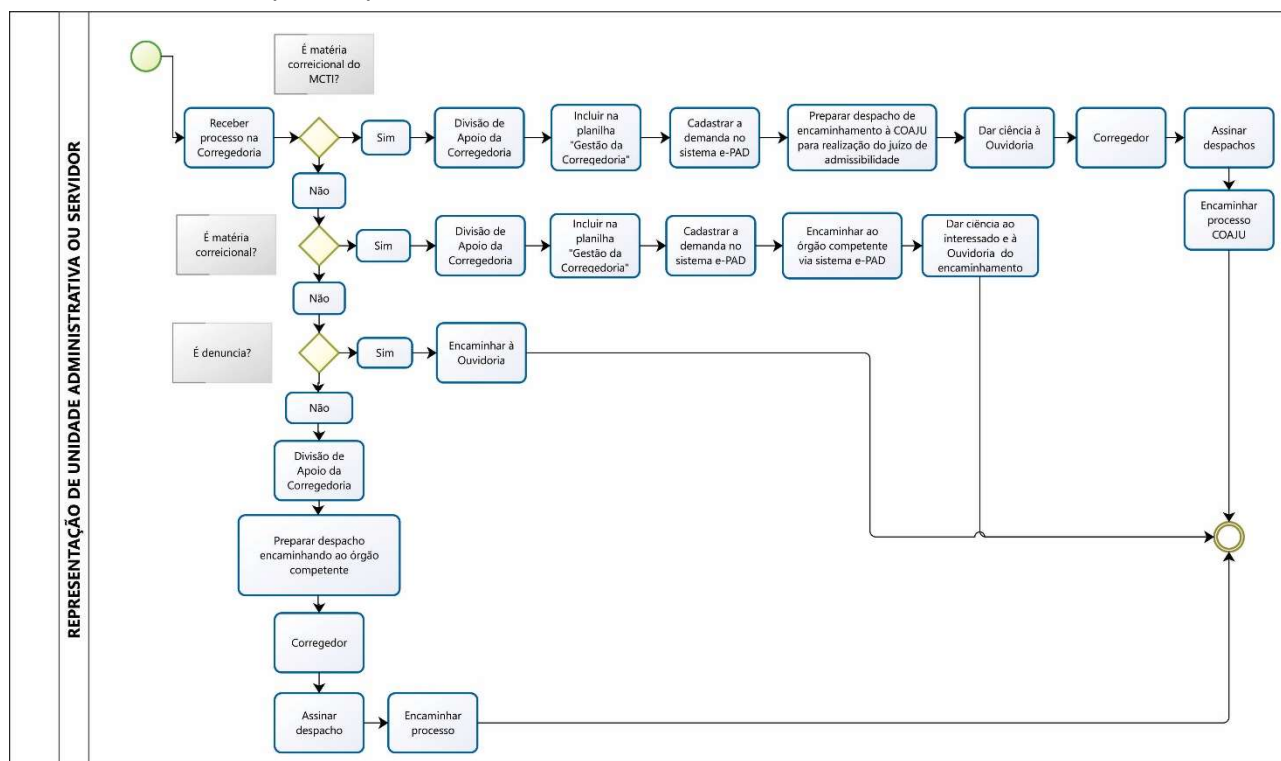 REPRESENTAÇÃO DE UNIDADE ADMINISTRATIVA OU SERVIDOR
É matéria
correicional do
MCTI?
Receber
processo na
Corregedoria
Sim
Divisão de
Apoio da
Corregedoria
Incluir na
planilha
"Gestão da
Corregedoria"
Cadastrar a
demanda no
sistema e-PAD
Preparar despacho de
encaminhamento à COAJU
para realização do juízo de
admissibilidade
Dar ciência à
Ouvidoria
Corregedor
Assinar
despachos
Encaminhar
processo
COAJU
Não
É matéria
correicional?
Sim
Divisão de
Apoio da
Corregedoria
Incluir na
planilha
"Gestão da
Corregedoria"
Cadastrar a
demanda no
sistema e-PAD
Encaminhar ao
órgão competente
via sistema e-PAD
Dar ciência ao
interessado e à
Ouvidoria do
encaminhamento
Não
É denuncia?
Sim
Encaminhar à
Ouvidoria
Não
Divisão de
Apoio da
Corregedoria
Preparar despacho
encaminhando ao órgão
competente
Corregedor
Assinar
despacho
Encaminhar
processo